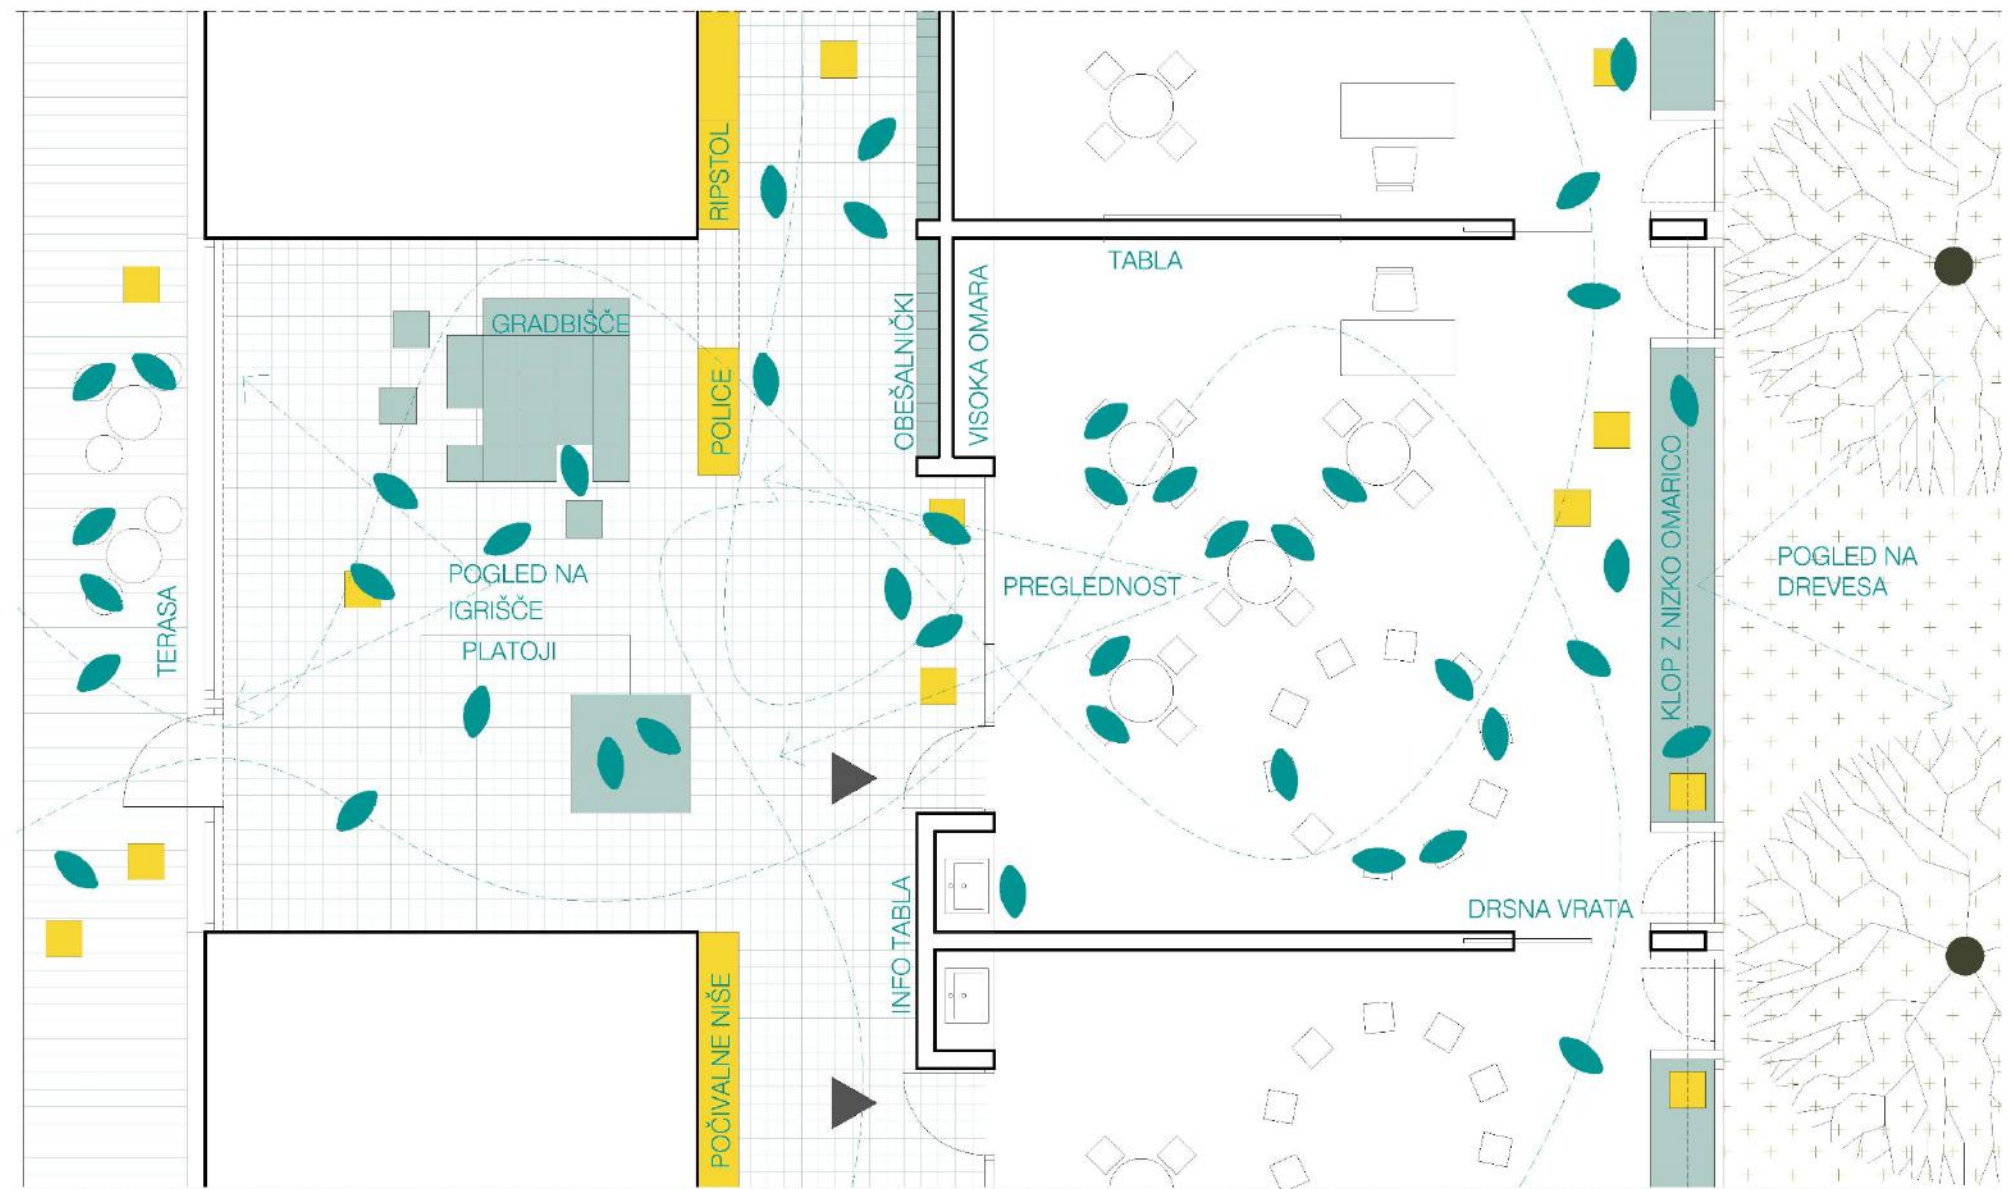 RIPSTOL
TABLA
GRADBIŠČE
POLICE
OBEŠALNIČKI
VISOKA OMARA
KLOP Z NIZKO OMARICO
POGLED NA
DREVESA
TERASA
POGLED NA
IGRIŠČE
PLATOJI
PREGLEDNOST
DRSNA VRATA
INFO TABLA
POČIVALNE NIŠE